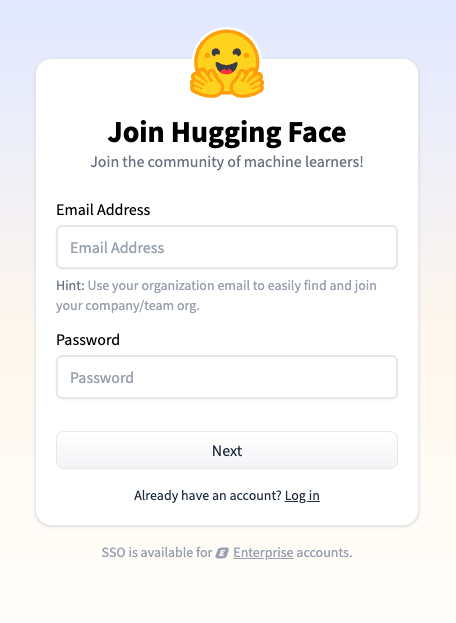 Join Hugging Face
Join the community of machine learners!
Email Address
Email Address
Hint: Use your organization email to easily find and join
your company/team org.
Password
Password
Next
Already have an account? Log in
SSO is available for E Enterprise accounts.